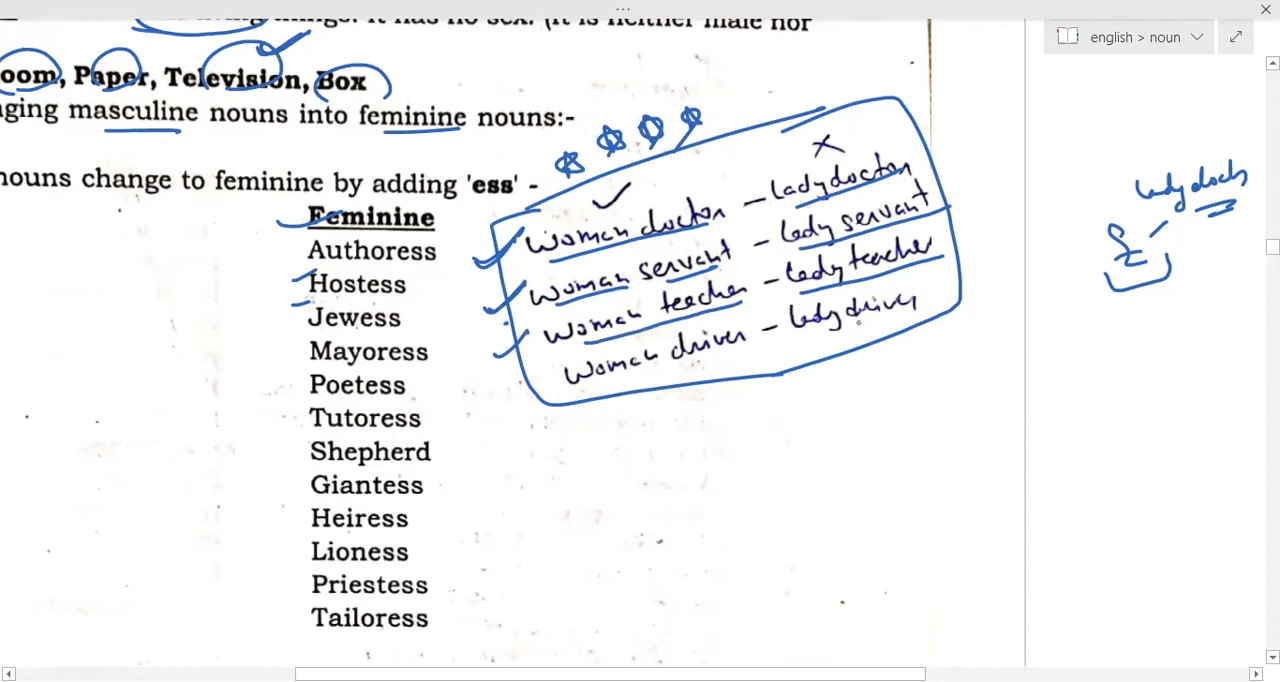 english > noun
oom, Paper, Television, Box
ging masculine nouns into feminine nouns:-
nouns change to feminine by adding 'ess' -
Feminine
Authoress
Hostess
Jewess
Mayoress
Poetess
Tutoress
Shepherd
Giantess
Heiress
Lioness
Priestess
Tailoress
Woman doctor - lady doctor
Woman servant - lady servant
Woman teacher - lady teacher
Woman driver - lady driver
lady doctor